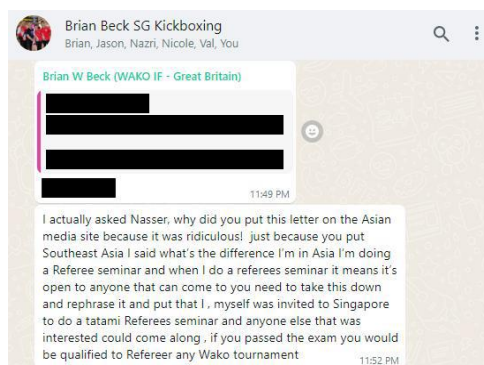 Brian Beck SG Kickboxing
Brian, Jason, Nazri, Nicole, Val, You
Brian W Beck (WAKO IF - Great Britain)
11:49 PM
I actually asked Nasser, why did you put this letter on the Asian
media site because it was ridiculous!  just because you put
Southeast Asia I said what's the difference I'm in Asia I'm doing
a Referee seminar and when I do a referees seminar it means it's
open to anyone that can come to you need to take this down
and rephrase it and put that I , myself was invited to Singapore
to do a tatami Referees seminar and anyone else that was
interested could come along , if you passed the exam you would
be qualified to Refereer any Wako tournament
11:52 PM